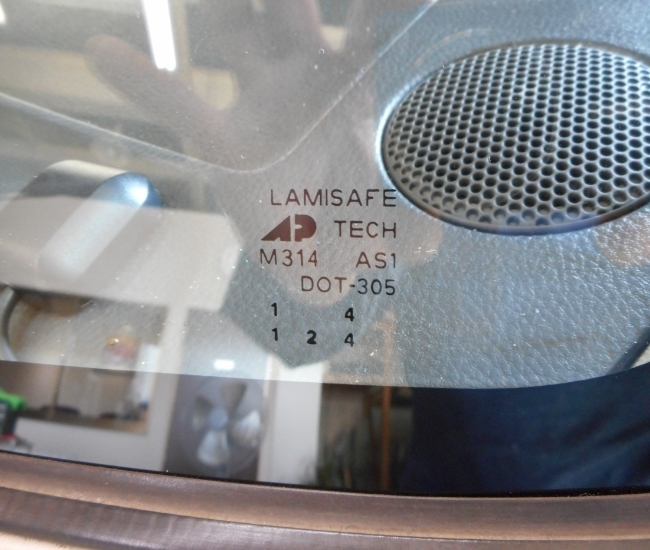 LAMISAFE
AP TECH
M314 AS1
DOT-305
1 4
1 2 4